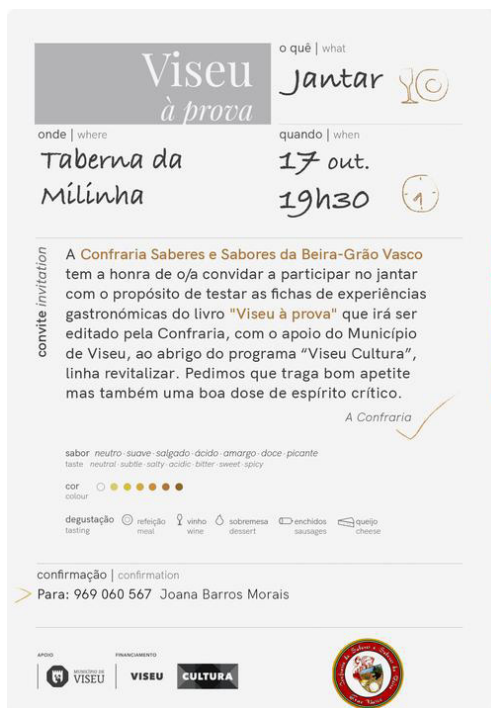 Viseu
à prova
o quê | what
Jantar
onde | where
Taberna da
Milinha
quando | when
17 out.
19h30
convite invitation
A Confraria Saberes e Sabores da Beira-Grão Vasco
tem a honra de o/a convidar a participar no jantar
com o propósito de testar as fichas de experiências
gastronómicas do livro "Viseu à prova" que irá ser
editado pela Confraria, com o apoio do Município
de Viseu, ao abrigo do programa “Viseu Cultura”,
linha revitalizar. Pedimos que traga bom apetite
mas também uma boa dose de espírito crítico.
A Confraria
sabor neutro · suave · salgado · ácido · amargo · doce · picante
taste neutral · subtle · salty · acidic · bitter · sweet · spicy
cor
colour
degustação refeição vinho sobremesa enchidos queijo
tasting meal wine dessert sausages cheese
confirmação | confirmation
Para: 969 060 567 Joana Barros Morais
APOIO
FINANCIAMENTO
MUNICÍPIO DE
VISEU
VISEU
CULTURA